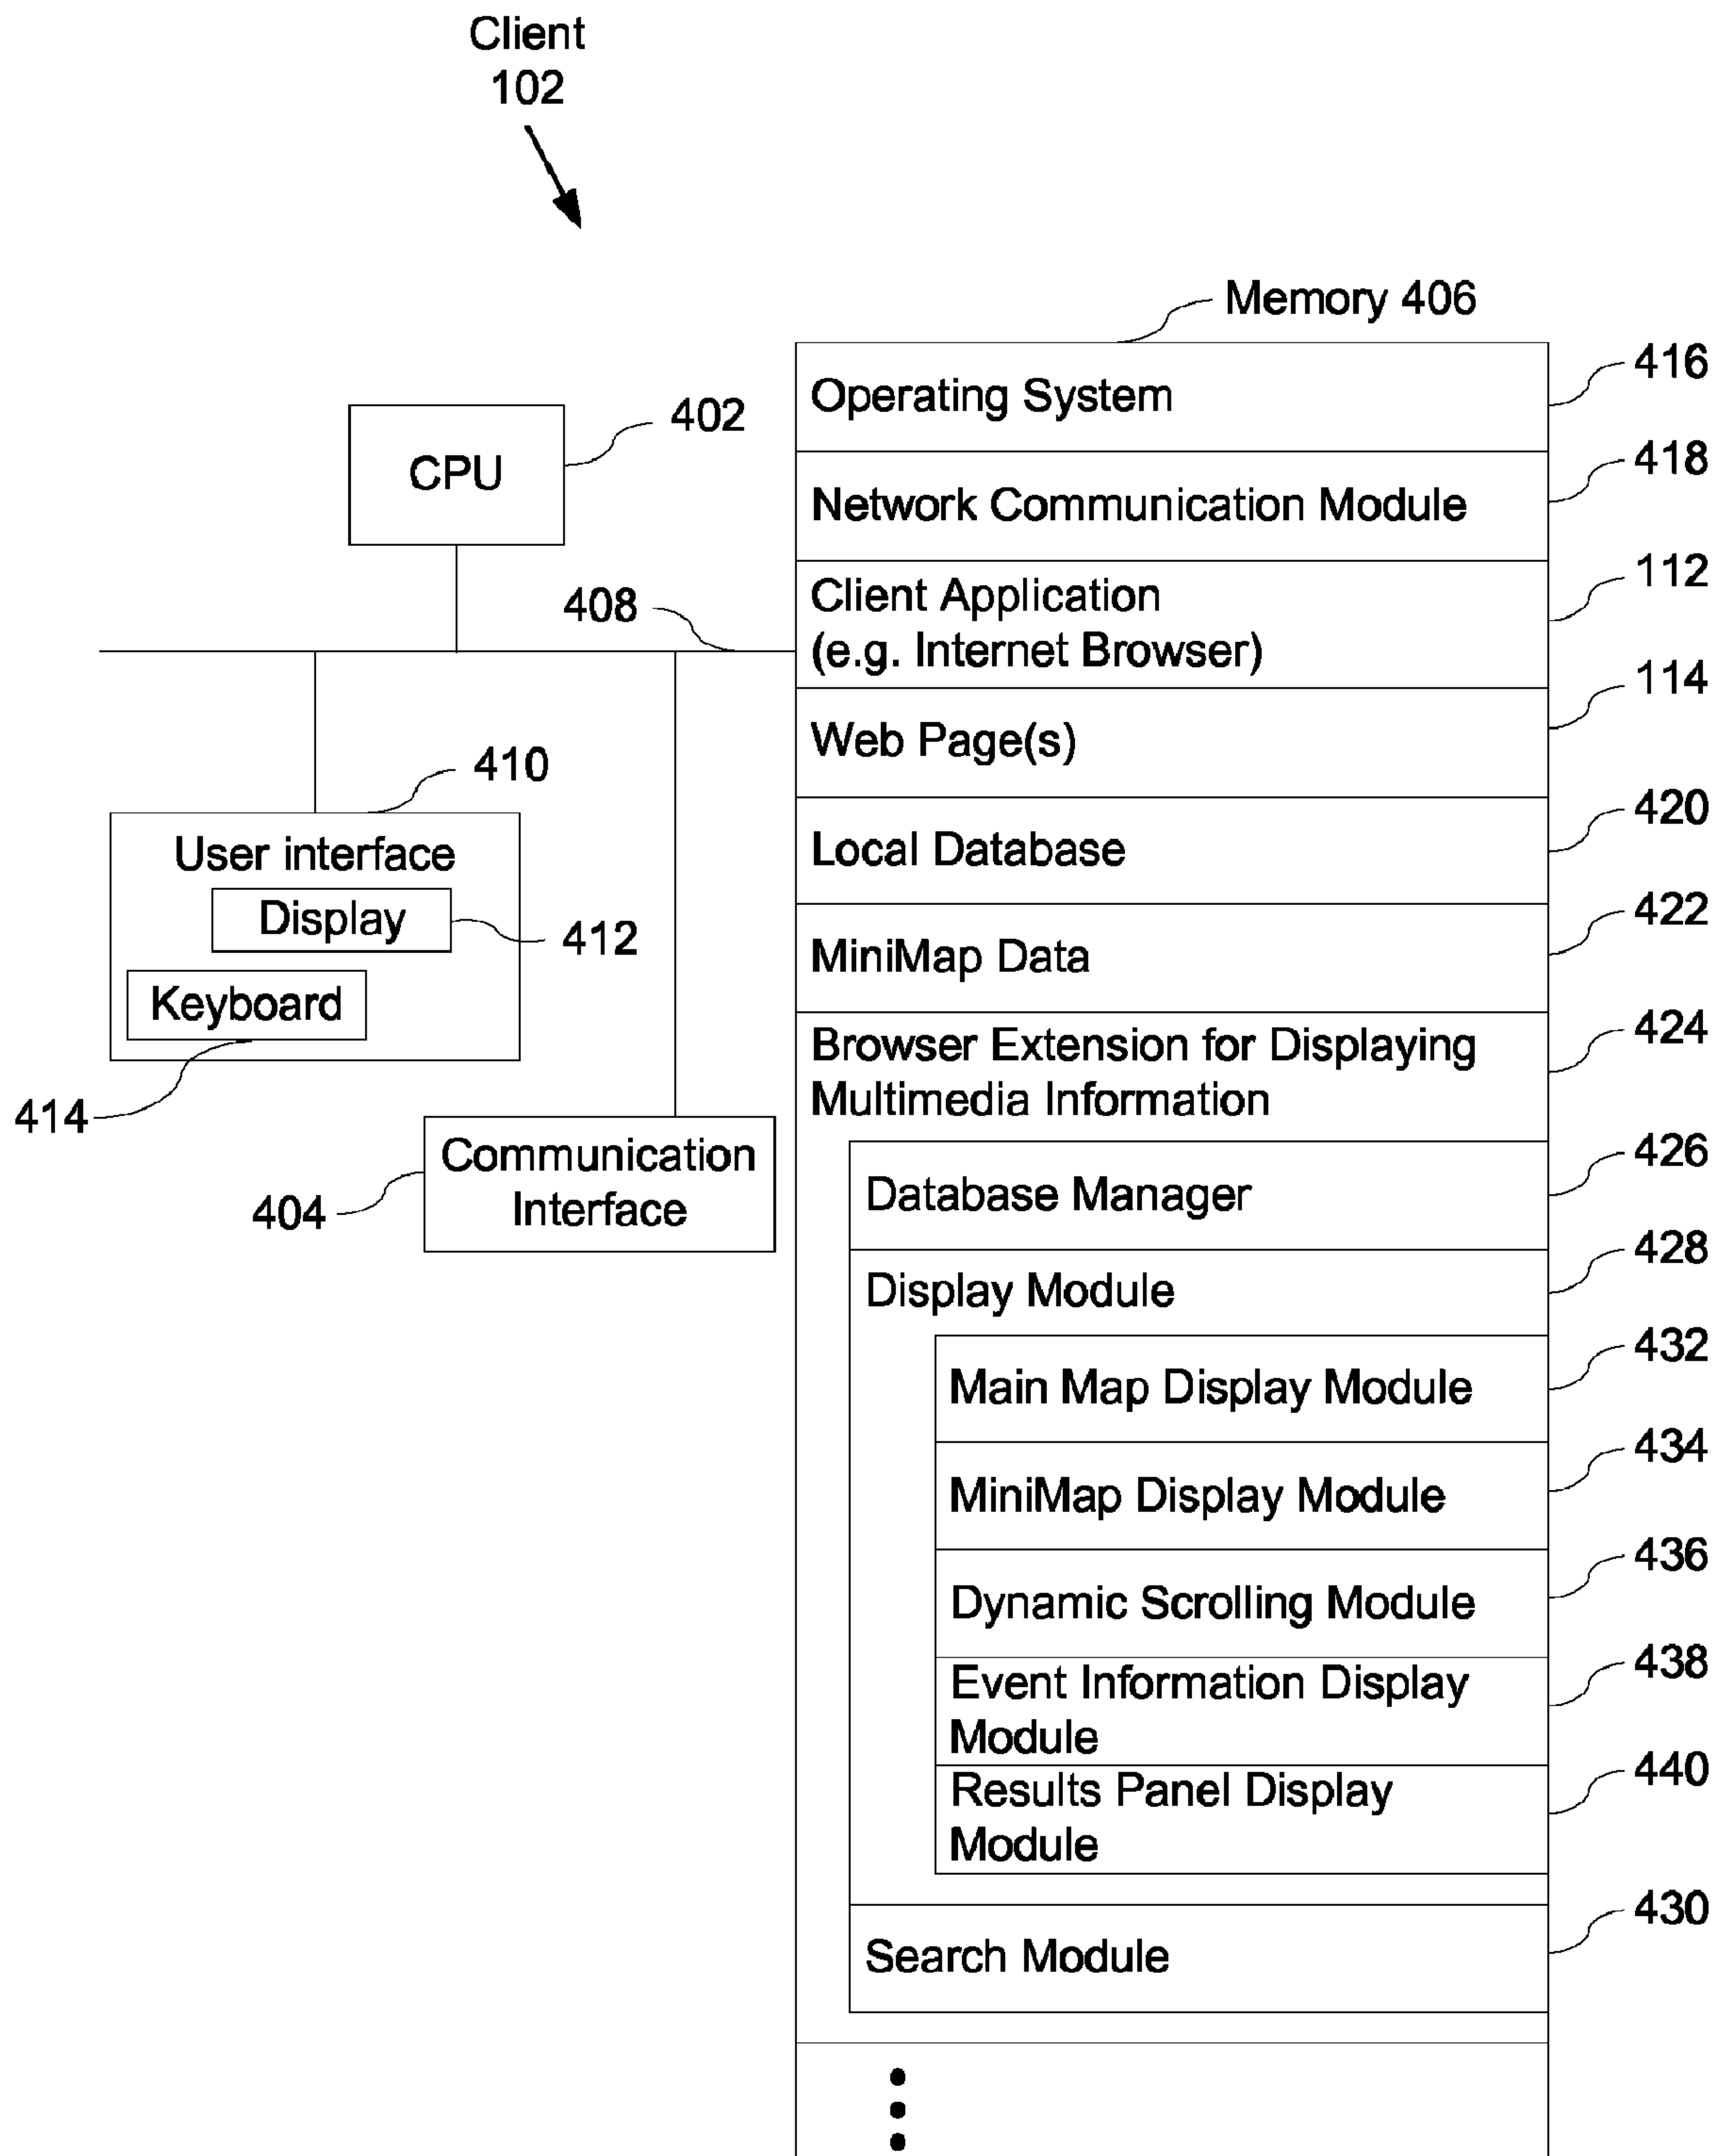 Client
102
Memory 406
Operating System
416
CPU
402
Network Communication Module
418
408
Client Application
(e.g. Internet Browser)
112
Web Page(s)
114
410
User interface
Display
412
Keyboard
414
Communication
Interface
404
Local Database
420
MiniMap Data
422
Browser Extension for Displaying
Multimedia Information
424
Database Manager
426
Display Module
428
Main Map Display Module
432
MiniMap Display Module
434
Dynamic Scrolling Module
436
Event Information Display
Module
438
Results Panel Display
Module
440
Search Module
430